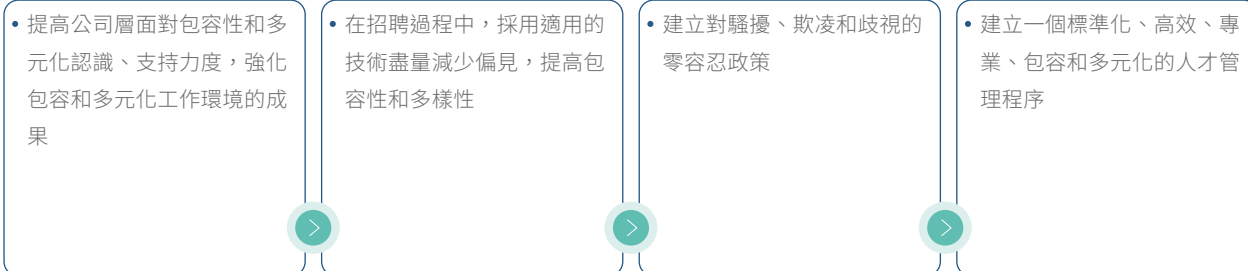 • 提高公司層面對包容性和多
元化認識、支持力度，強化
包容和多元化工作環境的成
果
• 在招聘過程中，採用適用的
技術盡量減少偏見，提高包
容性和多樣性
• 建立對騷擾、欺凌和歧視的
零容忍政策
• 建立一個標準化、高效、專
業、包容和多元化的人才管
理程序